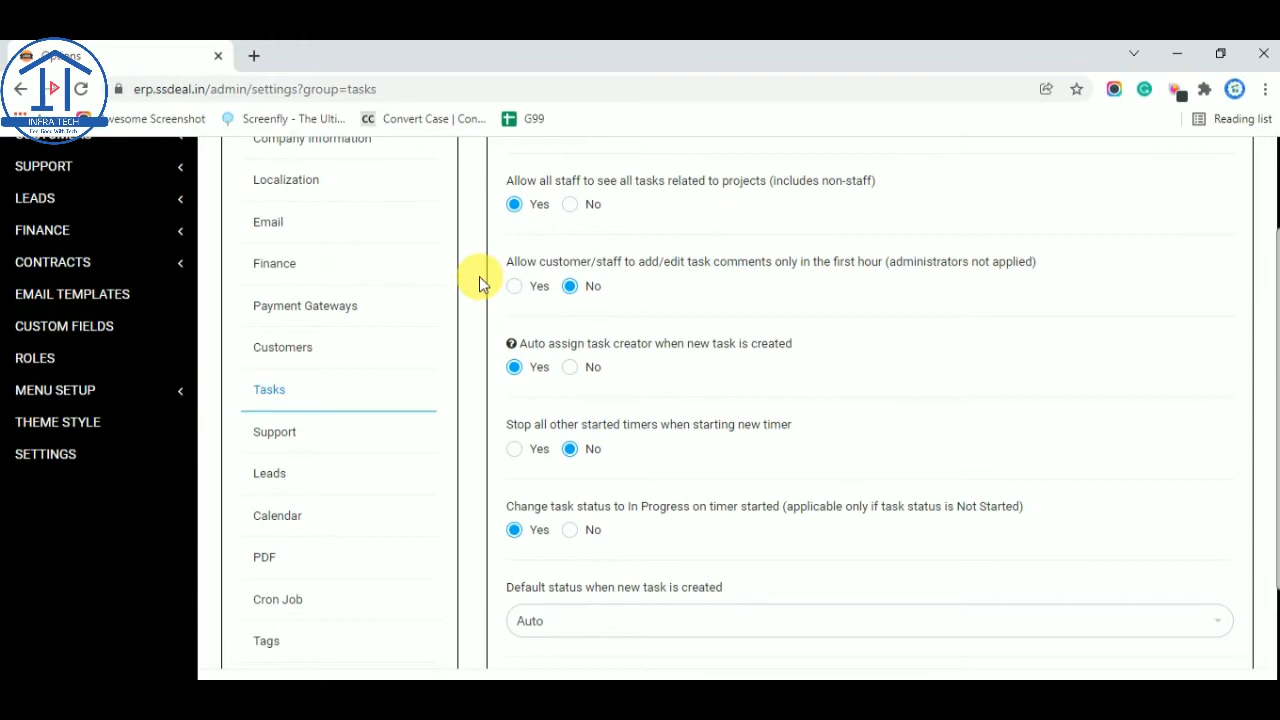 Options
erp.ssdeal.in/admin/settings?group=tasks
INFRA TECH
wesome Screenshot
Screenfly - The Ulti...
CC
Convert Case | Con...
G99
Reading list
CUSTOMERS
SUPPORT
LEADS
FINANCE
CONTRACTS
EMAIL TEMPLATES
CUSTOM FIELDS
ROLES
MENU SETUP
THEME STYLE
SETTINGS
Company Information
Localization
Email
Finance
Payment Gateways
Customers
Tasks
Support
Leads
Calendar
PDF
Cron Job
Tags
Allow all staff to see all tasks related to projects (includes non-staff)
Yes No
Allow customer/staff to add/edit task comments only in the first hour (administrators not applied)
Yes No
Auto assign task creator when new task is created
Yes No
Stop all other started timers when starting new timer
Yes No
Change task status to In Progress on timer started (applicable only if task status is Not Started)
Yes No
Default status when new task is created
Auto